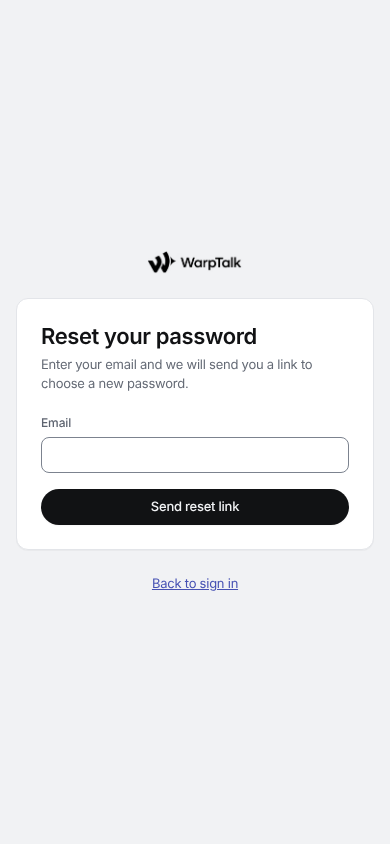 WarpTalk
Reset your password
Enter your email and we will send you a link to
choose a new password.
Email
Send reset link
Back to sign in